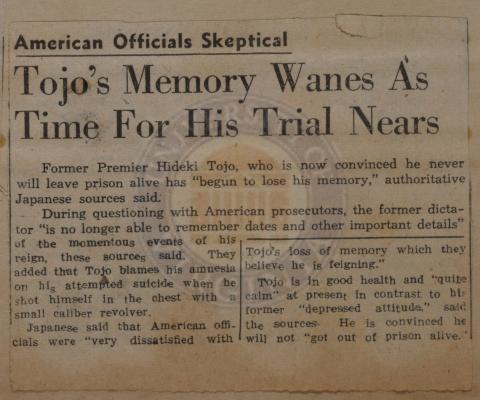 American Officials Skeptical
Tojo's Memory Wanes As
Time For His Trial Nears
Former Premier Hideki Tojo, who is now convinced he never
will leave prison alive has "begun to lose his memory," authoritative
Japanese sources said.
During questioning with American prosecutors, the former dicta-
tor "is no longer able to remember dates and other important details"
of the momentous events of his
reign, these sources said. They
added that Tojo blames his amnesia
on his attempted suicide when he
shot himself in the chest with a
small caliber revolver.
Japanese said that American offi-
cials were "very dissatisfied with
Tojo's loss of memory which they
believe he is feigning."
Tojo is in good health and "quite
calm" at present in contrast to his
former "depressed attitude," said
the sources. He is convinced he
will not "got out of prison alive."